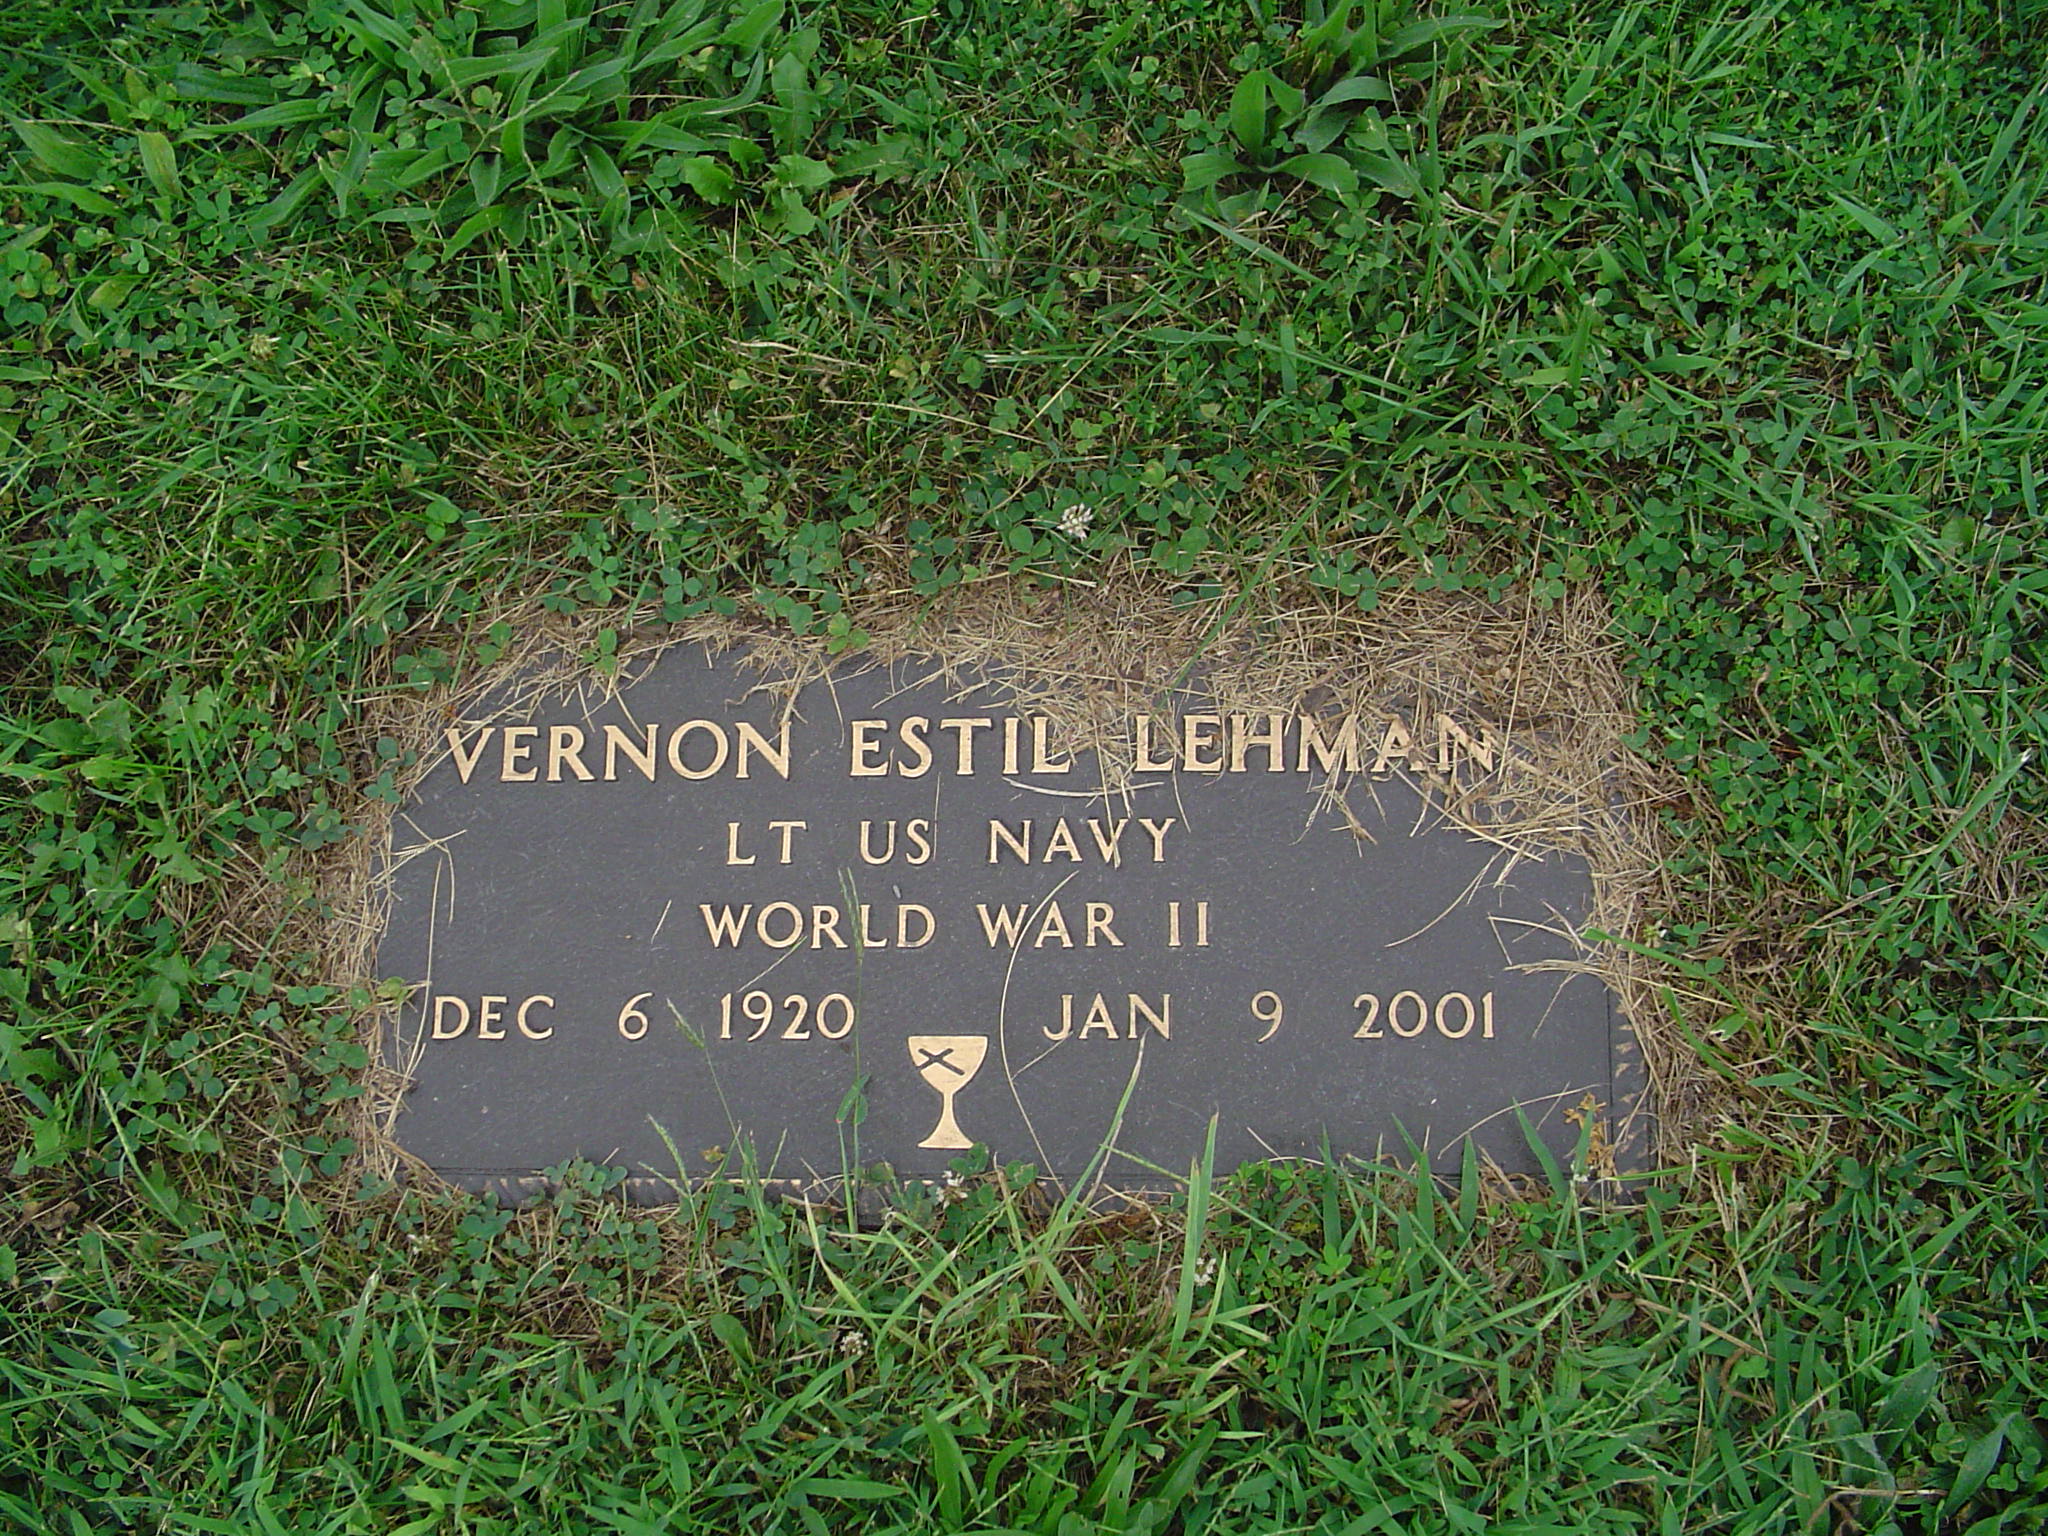 VERNON ESTIL LEHMAN
LT US NAVY
WORLD WAR II
DEC 6 1920 JAN 9 2001